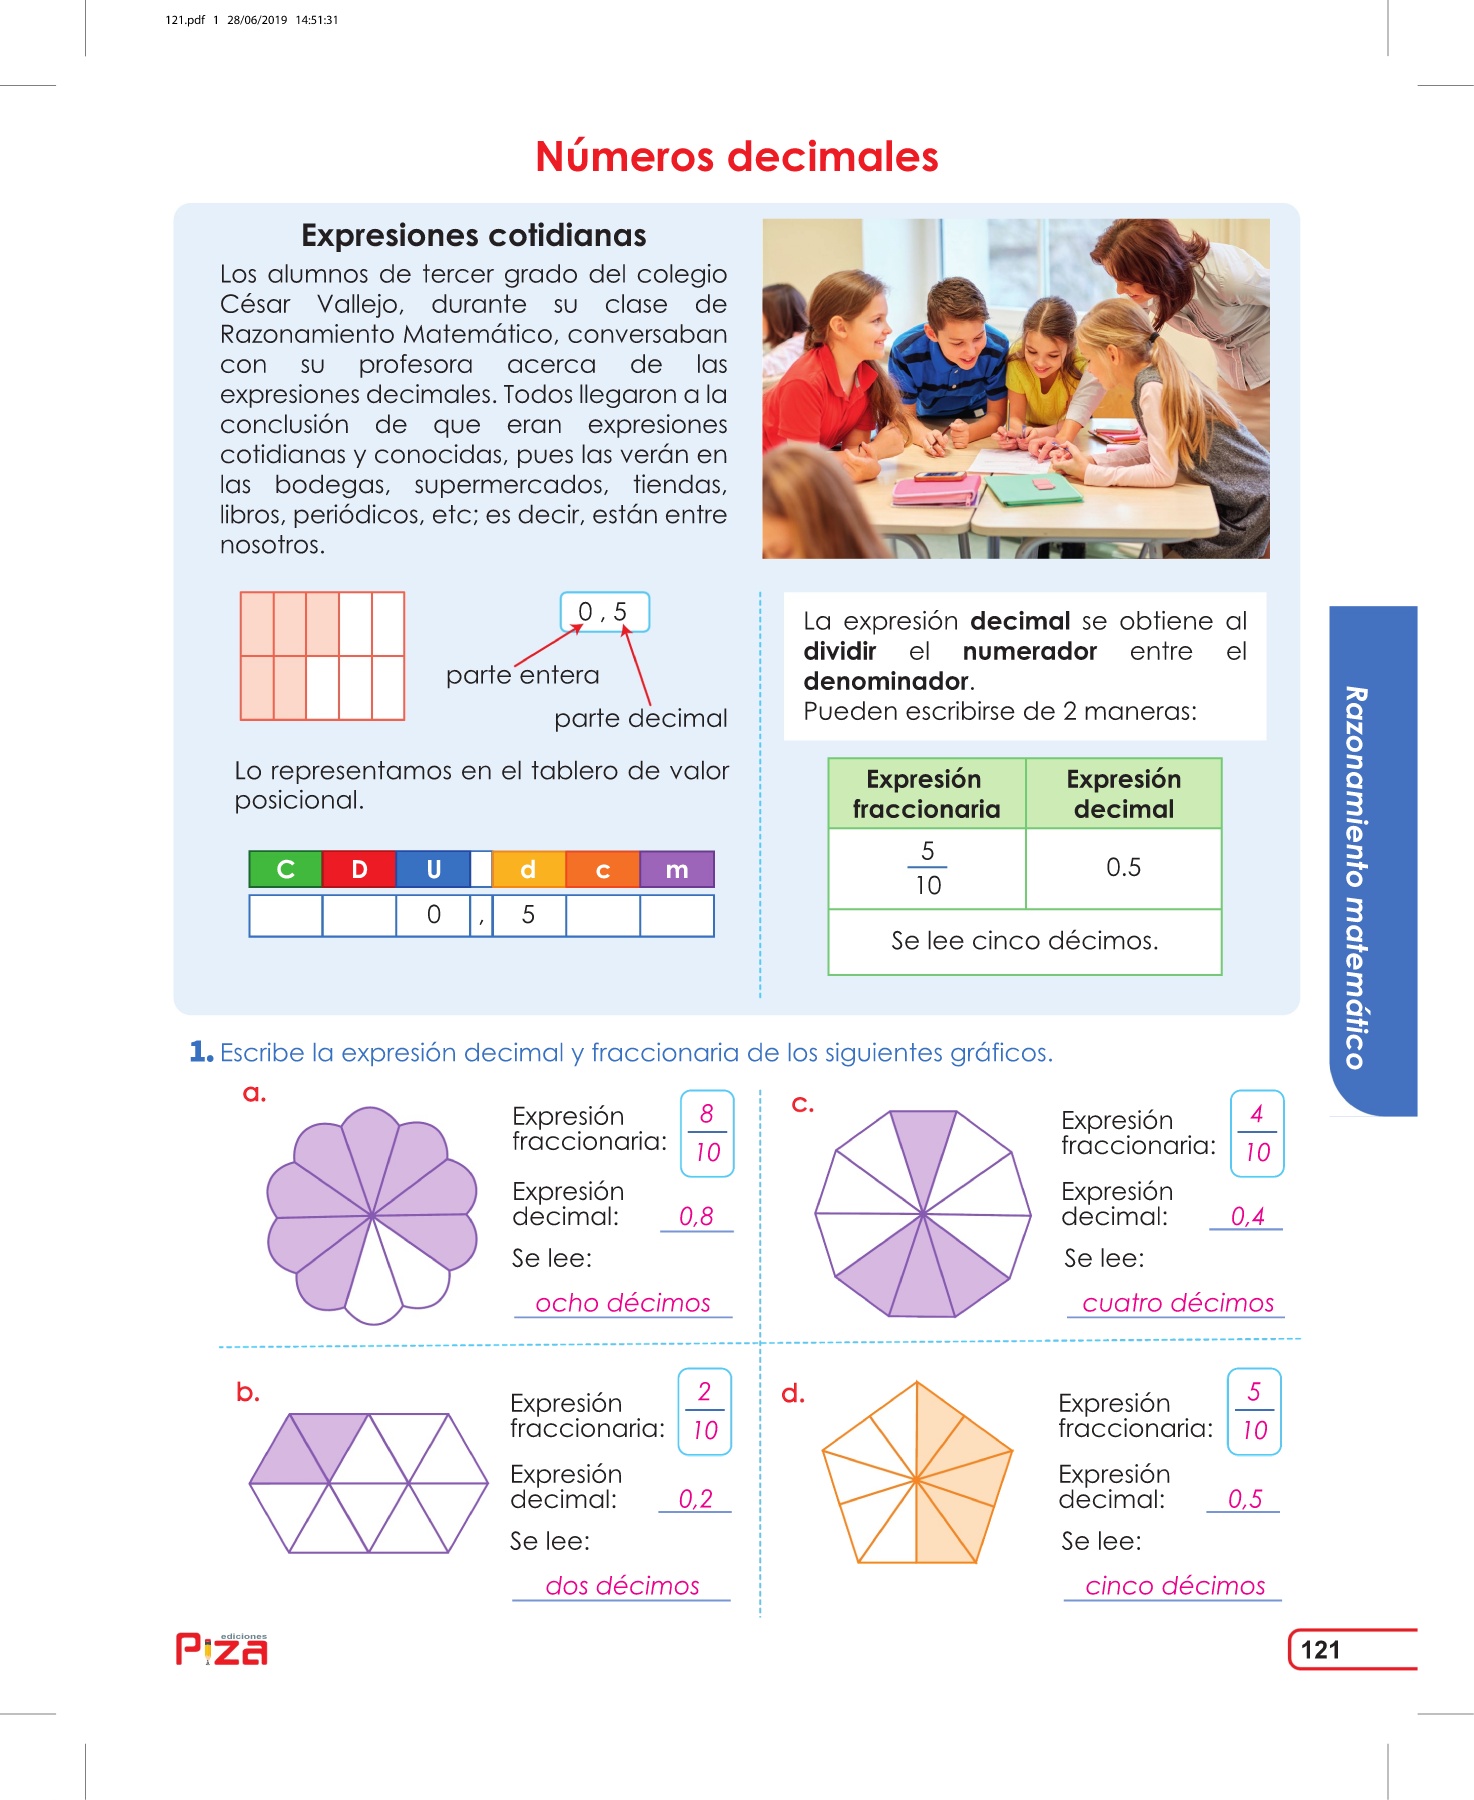 121.pdf 1 28/06/2019 14:51:31
Números decimales
Expresiones cotidianas
Los alumnos de tercer grado del colegio
César Vallejo, durante su clase de
Razonamiento Matemático, conversaban
con su profesora acerca de las
expresiones decimales. Todos llegaron a la
conclusión de que eran expresiones
cotidianas y conocidas, pues las verán en
las bodegas, supermercados, tiendas,
libros, periódicos, etc; es decir, están entre
nosotros.
0 , 5
parte entera
parte decimal
Lo representamos en el tablero de valor
posicional.
C D U d c m
0 , 5
La expresión decimal se obtiene al
dividir el numerador entre el
denominador.
Pueden escribirse de 2 maneras:
Expresión
fraccionaria
Expresión
decimal
5
10
0.5
Se lee cinco décimos.
Razonamiento matemático
1. Escribe la expresión decimal y fraccionaria de los siguientes gráficos.
a.
Expresión
fraccionaria:
8
10
Expresión
decimal: 0,8
Se lee:
ocho décimos
c.
Expresión
fraccionaria:
4
10
Expresión
decimal: 0,4
Se lee:
cuatro décimos
b.
Expresión
fraccionaria:
2
10
Expresión
decimal: 0,2
Se lee:
dos décimos
d.
Expresión
fraccionaria:
5
10
Expresión
decimal: 0,5
Se lee:
cinco décimos
ediciones
Piza
121